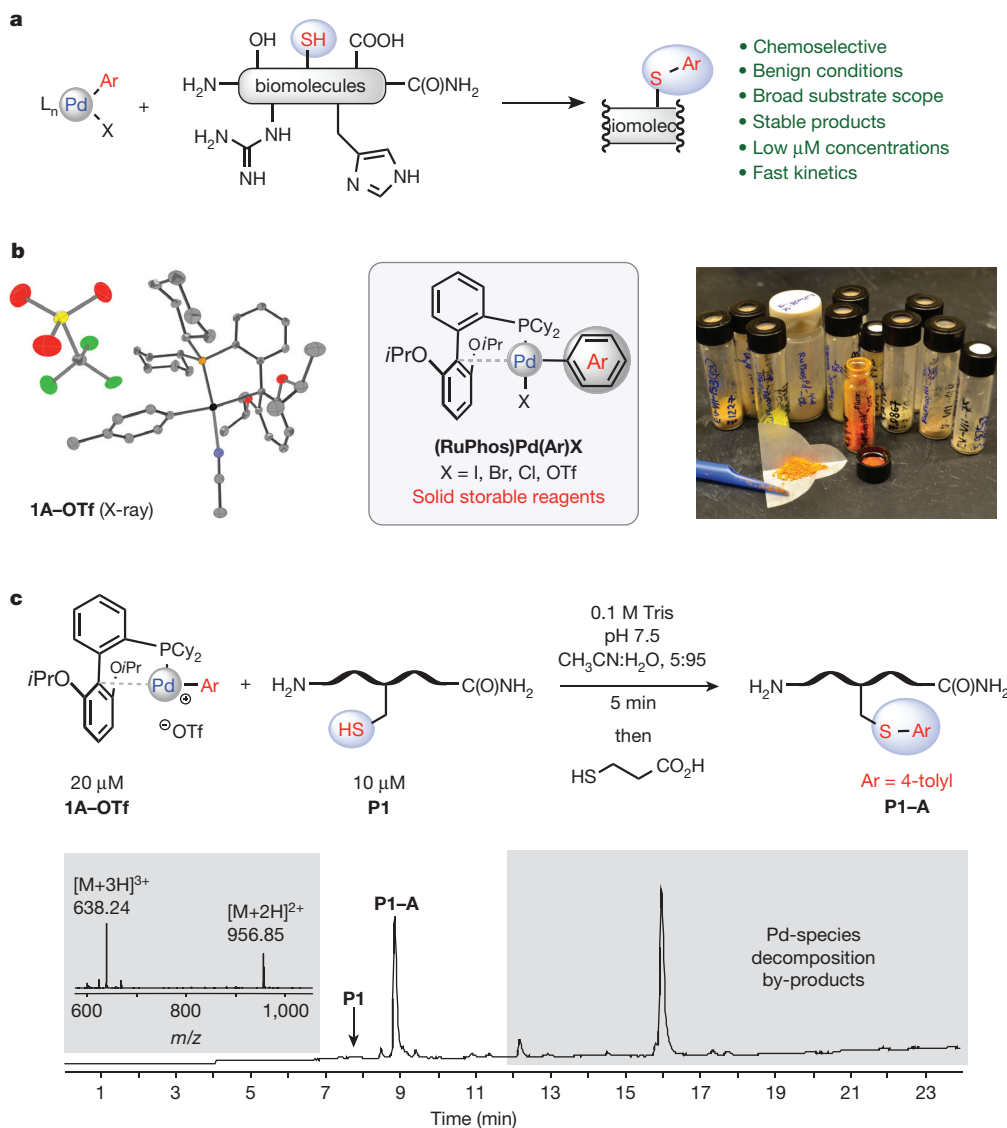 a
OH
SH
COOH
H2N
biomolecules
C(O)NH2
Ln
Pd
Ar
X
+
H2N
NH
NH
N
NH
S
Ar
iomolec
• Chemoselective
• Benign conditions
• Broad substrate scope
• Stable products
• Low μM concentrations
• Fast kinetics
b
1A–OTf (X-ray)
PCy2
iPrO
OiPr
Pd
Ar
X
(RuPhos)Pd(Ar)X
X = I, Br, Cl, OTf
Solid storable reagents
c
PCy2
iPrO
OiPr
Pd
Ar
⊕
⊖OTf
20 μM
1A–OTf
+
H2N
C(O)NH2
HS
10 μM
P1
0.1 M Tris
pH 7.5
CH3CN:H2O, 5:95
5 min
then
HS
CO2H
H2N
C(O)NH2
S
Ar
Ar = 4-tolyl
P1–A
[M+3H]3+
638.24
[M+2H]2+
956.85
600 800 1,000
m/z
P1
P1–A
Pd-species
decomposition
by-products
1 3 5 7 9 11 13 15 17 19 21 23
Time (min)